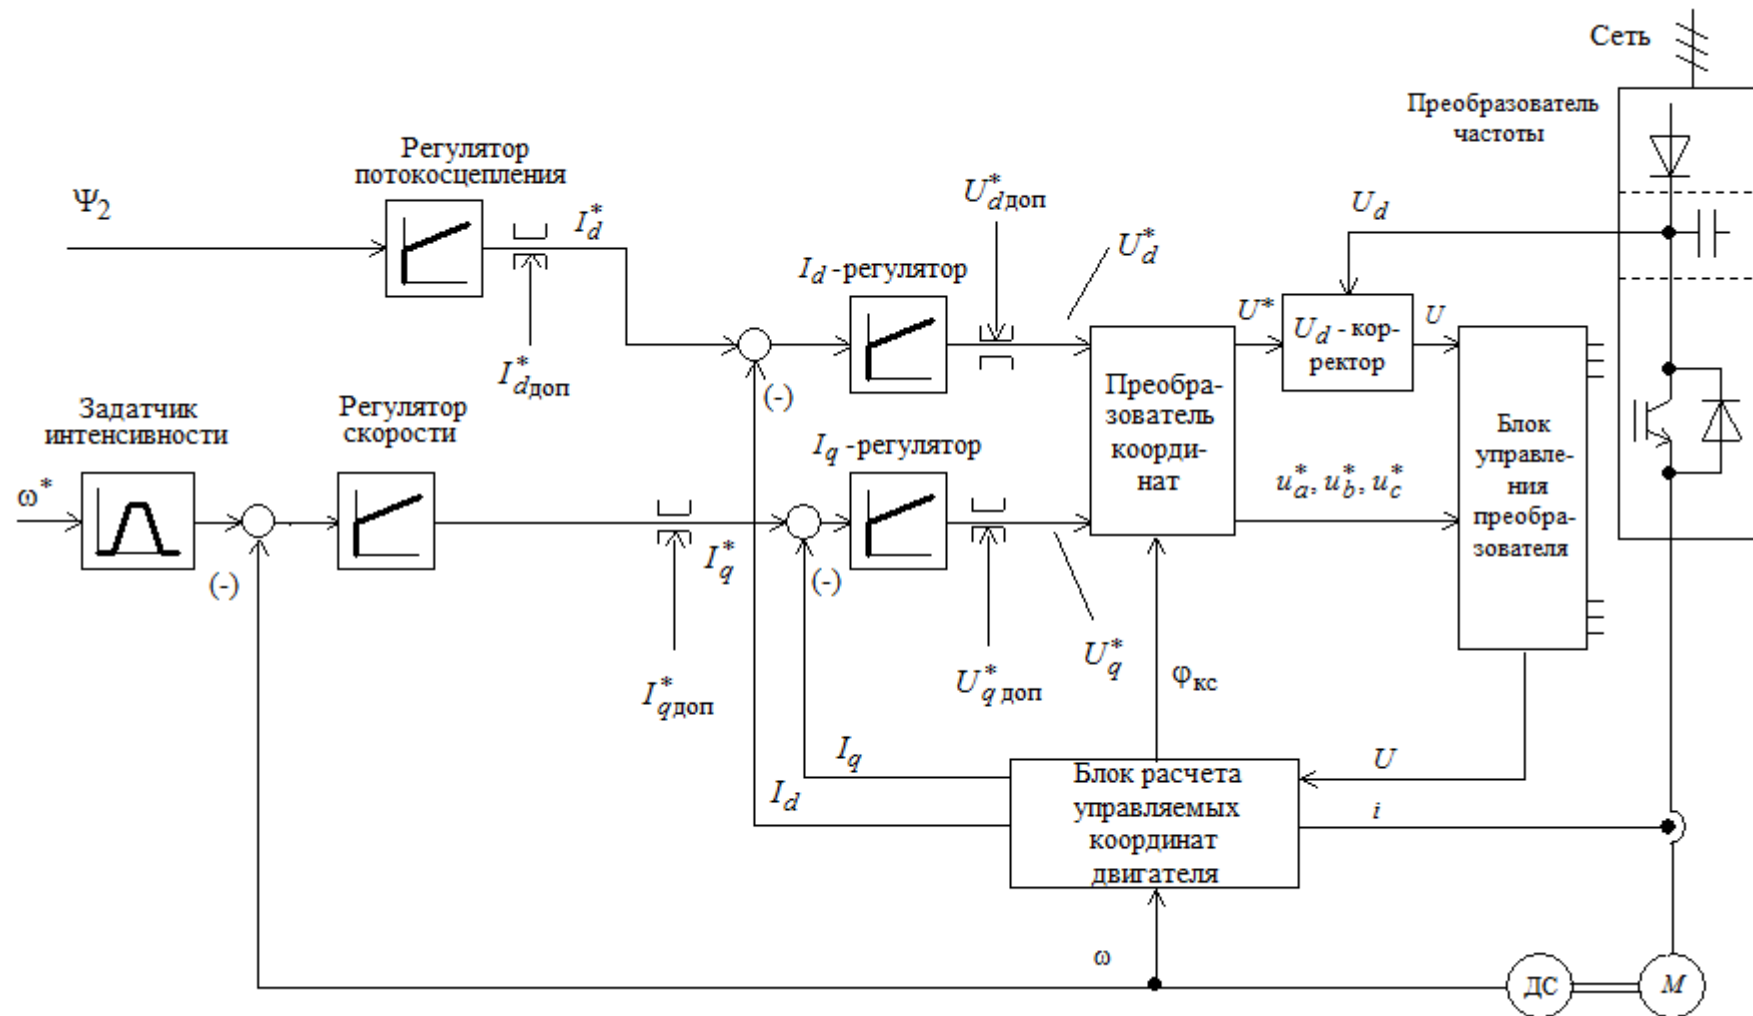 Сеть
Преобразователь
частоты
Регулятор
потокосцепления
Ψ₂
I*d
I*dдоп
U*dдоп
U*d
Ud
Id -регулятор
U*
Ud - кор-
ректор
U
(-)
Преобра-
зователь
коорди-
нат
Задатчик
интенсивности
Регулятор
скорости
Iq -регулятор
Блок
управле-
ния
преобра-
зователя
ω*
u*a, u*b, u*c
I*q
(-)
(-)
I*qдоп
U*q доп
U*q
φкс
Iq
Id
Блок расчета
управляемых
координат
двигателя
U
i
ω
ДС
M